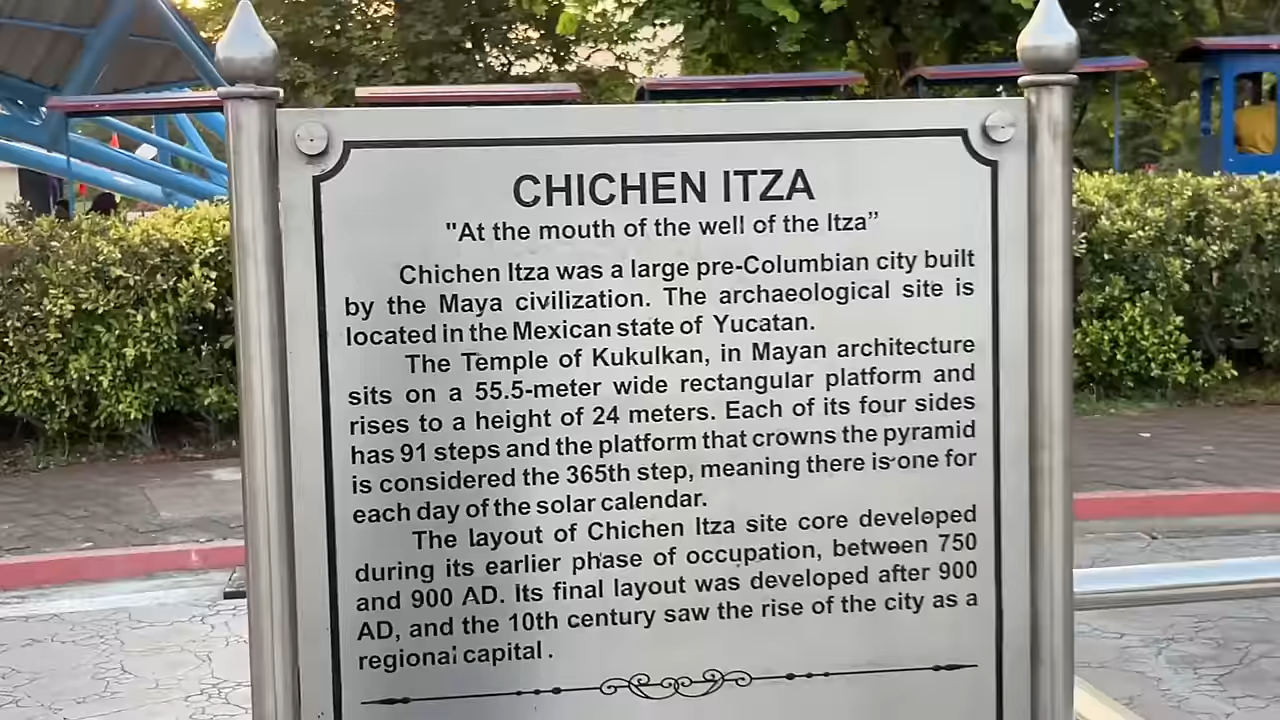 CHICHEN ITZA
"At the mouth of the well of the Itza”
Chichen Itza was a large pre-Columbian city built
by the Maya civilization. The archaeological site is
located in the Mexican state of Yucatan.
The Temple of Kukulkan, in Mayan architecture
sits on a 55.5-meter wide rectangular platform and
rises to a height of 24 meters. Each of its four sides
has 91 steps and the platform that crowns the pyramid
is considered the 365th step, meaning there is one for
each day of the solar calendar.
The layout of Chichen Itza site core developed
during its earlier phase of occupation, between 750
and 900 AD. Its final layout was developed after 900
AD, and the 10th century saw the rise of the city as a
regional capital .